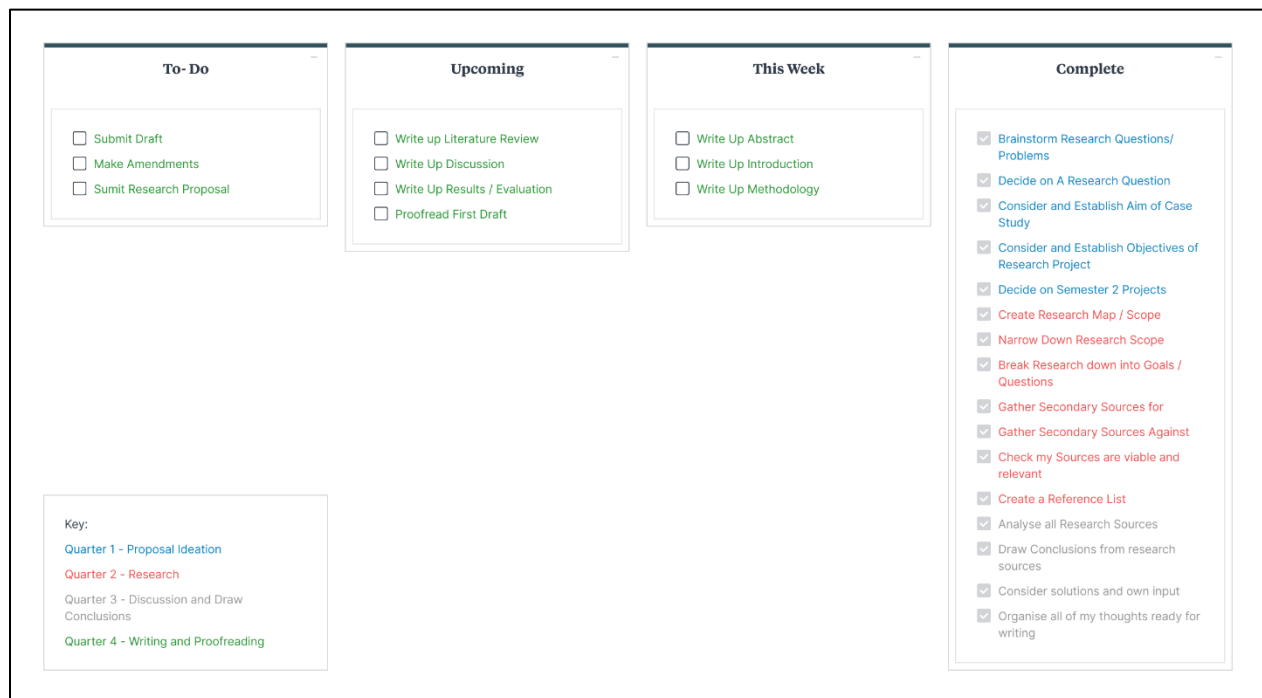 To- Do
Submit Draft
Make Amendments
Sumit Research Proposal
Upcoming
Write up Literature Review
Write Up Discussion
Write Up Results / Evaluation
Proofread First Draft
This Week
Write Up Abstract
Write Up Introduction
Write Up Methodology
Complete
Brainstorm Research Questions/
Problems
Decide on A Research Question
Consider and Establish Aim of Case
Study
Consider and Establish Objectives of
Research Project
Decide on Semester 2 Projects
Create Research Map / Scope
Narrow Down Research Scope
Break Research down into Goals /
Questions
Gather Secondary Sources for
Gather Secondary Sources Against
Check my Sources are viable and
relevant
Create a Reference List
Analyse all Research Sources
Draw Conclusions from research
sources
Consider solutions and own input
Organise all of my thoughts ready for
writing
Key:
Quarter 1 - Proposal Ideation
Quarter 2 - Research
Quarter 3 - Discussion and Draw
Conclusions
Quarter 4 - Writing and Proofreading